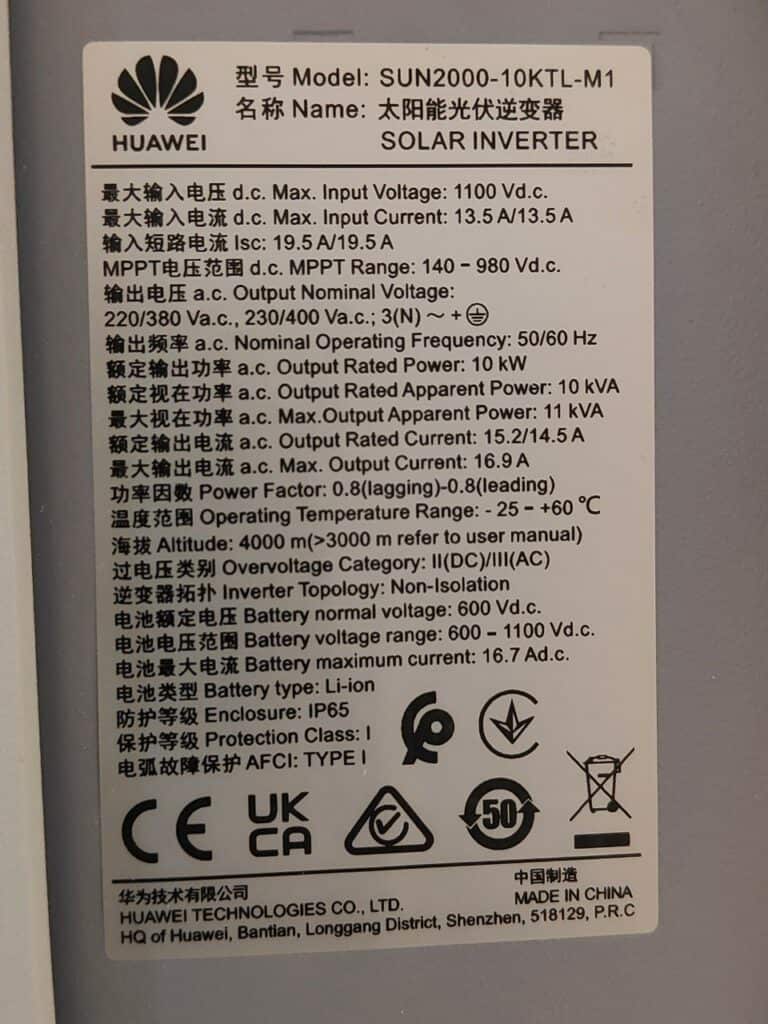 HUAWEI
型号 Model: SUN2000-10KTL-M1
名称 Name: 太阳能光伏逆变器
SOLAR INVERTER
最大输入电压 d.c. Max. Input Voltage: 1100 Vd.c.
最大输入电流 d.c. Max. Input Current: 13.5 A/13.5 A
输入短路电流 Isc: 19.5 A/19.5 A
MPPT电压范围 d.c. MPPT Range: 140 - 980 Vd.c.
输出电压 a.c. Output Nominal Voltage:
220/380 Va.c., 230/400 Va.c.; 3(N) ～ + ⏚
输出频率 a.c. Nominal Operating Frequency: 50/60 Hz
额定输出功率 a.c. Output Rated Power: 10 kW
额定视在功率 a.c. Output Rated Apparent Power: 10 kVA
最大视在功率 a.c. Max.Output Apparent Power: 11 kVA
额定输出电流 a.c. Output Rated Current: 15.2/14.5 A
最大输出电流 a.c. Max. Output Current: 16.9 A
功率因数 Power Factor: 0.8(lagging)-0.8(leading)
温度范围 Operating Temperature Range: - 25 - +60 ℃
海拔 Altitude: 4000 m(>3000 m refer to user manual)
过电压类别 Overvoltage Category: II(DC)/III(AC)
逆变器拓扑 Inverter Topology: Non-Isolation
电池额定电压 Battery normal voltage: 600 Vd.c.
电池电压范围 Battery voltage range: 600 - 1100 Vd.c.
电池最大电流 Battery maximum current: 16.7 Ad.c.
电池类型 Battery type: Li-ion
防护等级 Enclosure: IP65
保护等级 Protection Class: I
电弧故障保护 AFCI: TYPE I
CE UK CA 50
华为技术有限公司
HUAWEI TECHNOLOGIES CO., LTD.
HQ of Huawei, Bantian, Longgang District, Shenzhen, 518129, P.R.C
中国制造
MADE IN CHINA